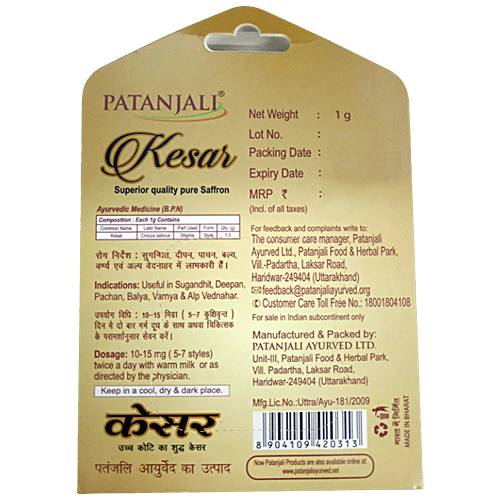 PATANJALI®
Kesar
Superior quality pure Saffron
Ayurvedic Medicine (B.P.N)
Composition : Each 1g Contains
Common Name Latin Name Part Used Form Qty. (g)
Kesar Crocus sativus Stigma Style 1.0
रोग निर्देश : सुगन्धित, दीपन, पाचन, बल्य,
वर्ण्य एवं अल्प वेदनाहर में लाभकारी हैं।
Indications: Useful in Sugandhit, Deepan,
Pachan, Balya, Varnya & Alp Vednahar.
उपयोग विधि : 10–15 मिग्रा (5-7 कुक्षिवृन्त)
दिन मे दो बार गर्म दूध के साथ अथवा चिकित्सक
के परामर्शानुसार सेवन करें।
Dosage: 10-15 mg ( 5-7 styles)
twice a day with warm milk or as
directed by the physician.
Keep in a cool, dry & dark place.
केसर
उच्च कोटि का शुद्ध केसर
पतंजलि आयुर्वेद का उत्पाद
Net Weight : 1 g
Lot No. :
Packing Date :
Expiry Date :
MRP ₹ :
(Incl. of all taxes)
For feedback and complaints write to:
The consumer care manager, Patanjali
Ayurved Ltd., Patanjali Food & Herbal Park,
Vill.-Padartha, Laksar Road,
Haridwar-249404 (Uttarakhand)
feedback@patanjaliayurved.org
Customer Care Toll Free No.: 18001804108
For sale in Indian subcontinent only
Manufactured & Packed by:
PATANJALI AYURVED LTD.
Unit-III, Patanjali Food & Herbal Park,
Vill. Padartha, Laksar Road,
Haridwar-249404 (Uttarakhand)
Mfg.Lic.No.:Uttra/Ayu-181/2009
8 904109 420313
भारत में निर्मित
MADE IN BHARAT
Now Patanjali Products are also available online at
www.patanjaliayurved.net